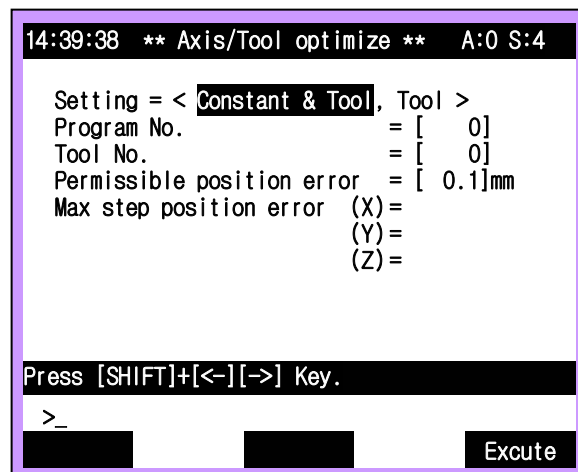 14:39:38 ** Axis/Tool optimize ** A:0 S:4
Setting = < Constant & Tool, Tool >
Program No. = [ 0]
Tool No. = [ 0]
Permissible position error = [ 0.1]mm
Max step position error (X)=
(Y)=
(Z)=
Press [SHIFT]+[<-][->] Key.
>_
Excute